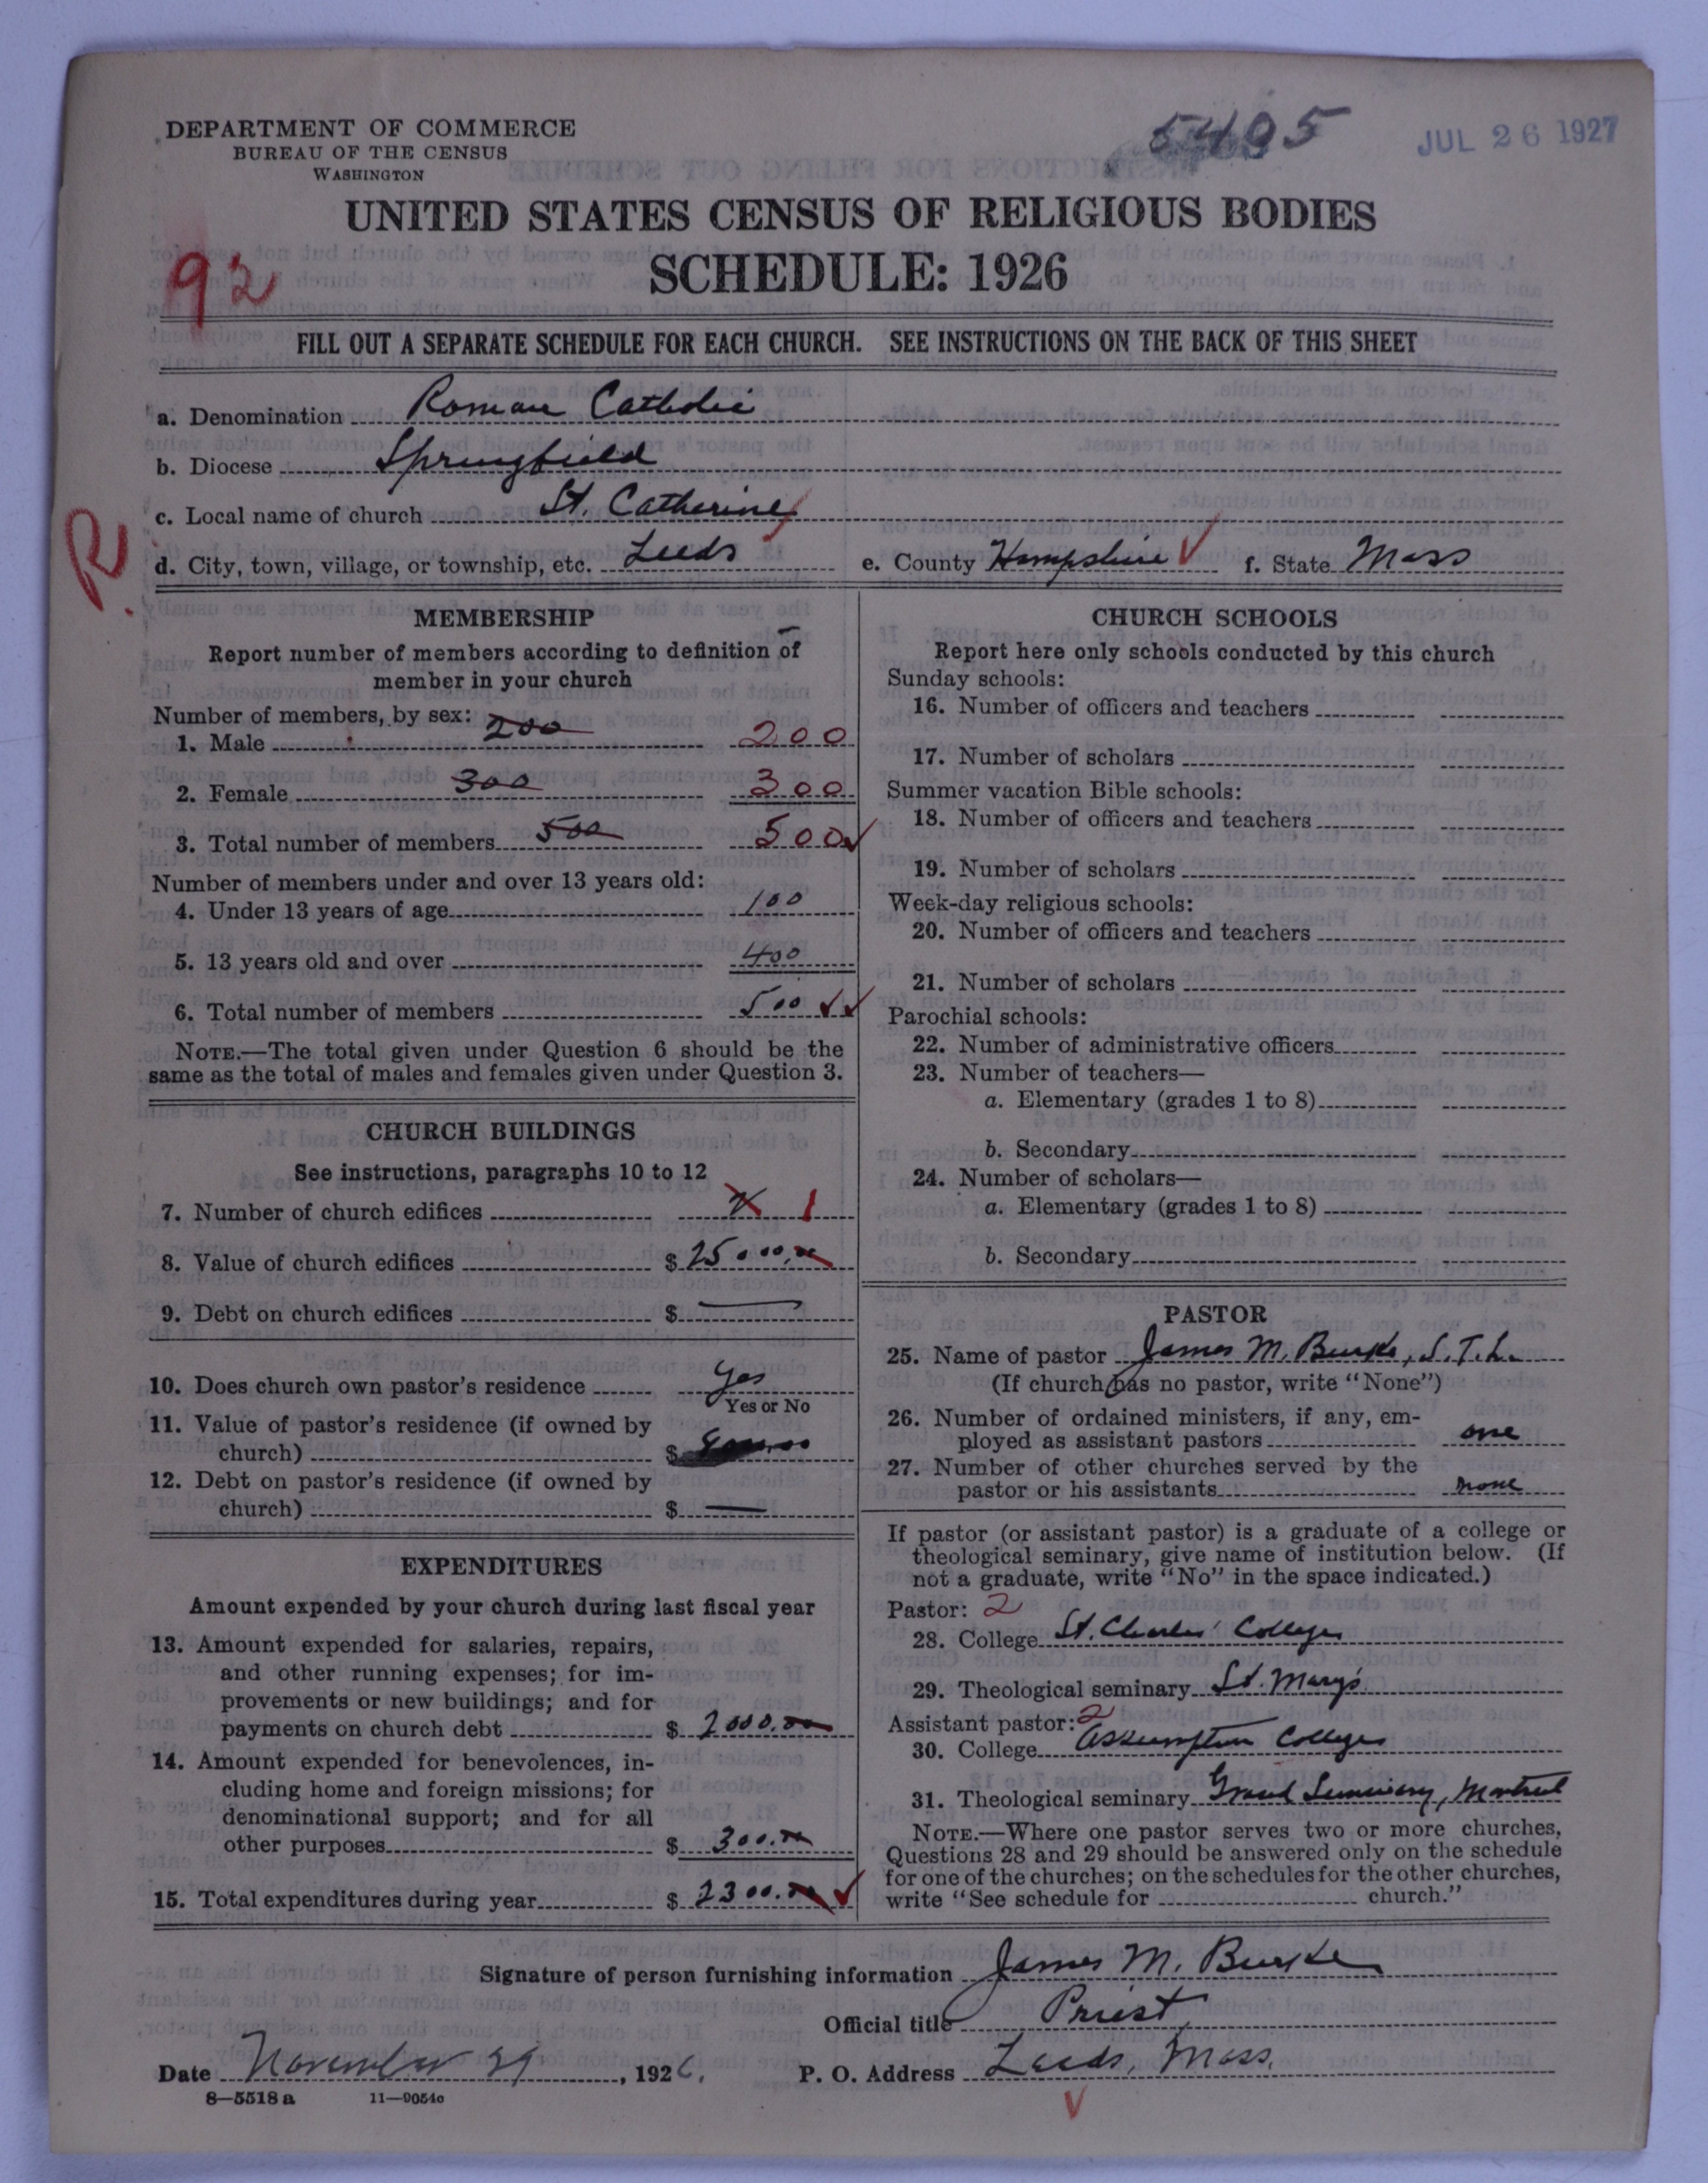 DEPARTMENT OF COMMERCE
BUREAU OF THE CENSUS
WASHINGTON
5405
JUL 26 1927
UNITED STATES CENSUS OF RELIGIOUS BODIES
SCHEDULE: 1926
92
FILL OUT A SEPARATE SCHEDULE FOR EACH CHURCH. SEE INSTRUCTIONS ON THE BACK OF THIS SHEET
a. Denomination Roman Catholic
b. Diocese Springfield
c. Local name of church St. Catherine
R.
d. City, town, village, or township, etc. Leeds e. County Hampshire ✓ f. State Mass
MEMBERSHIP
Report number of members according to definition of
member in your church
Number of members, by sex:
1. Male 200 200
2. Female 300 300
3. Total number of members 500 500 ✓
Number of members under and over 13 years old:
4. Under 13 years of age 100
5. 13 years old and over 400
6. Total number of members 500 ✓✓
NOTE.—The total given under Question 6 should be the
same as the total of males and females given under Question 3.
CHURCH BUILDINGS
See instructions, paragraphs 10 to 12
7. Number of church edifices 1
8. Value of church edifices $ 25000.00
9. Debt on church edifices $ —
10. Does church own pastor's residence Yes
Yes or No
11. Value of pastor's residence (if owned by
church) $
12. Debt on pastor's residence (if owned by
church) $ —
EXPENDITURES
Amount expended by your church during last fiscal year
13. Amount expended for salaries, repairs,
and other running expenses; for im-
provements or new buildings; and for
payments on church debt $ 2000.00
14. Amount expended for benevolences, in-
cluding home and foreign missions; for
denominational support; and for all
other purposes $ 300.00
15. Total expenditures during year $ 2300.00 ✓
CHURCH SCHOOLS
Report here only schools conducted by this church
Sunday schools:
16. Number of officers and teachers
17. Number of scholars
Summer vacation Bible schools:
18. Number of officers and teachers
19. Number of scholars
Week-day religious schools:
20. Number of officers and teachers
21. Number of scholars
Parochial schools:
22. Number of administrative officers
23. Number of teachers—
a. Elementary (grades 1 to 8)
b. Secondary
24. Number of scholars—
a. Elementary (grades 1 to 8)
b. Secondary
PASTOR
25. Name of pastor James M. Burke, S.T.L.
(If church has no pastor, write "None")
26. Number of ordained ministers, if any, em-
ployed as assistant pastors one
27. Number of other churches served by the
pastor or his assistants none
If pastor (or assistant pastor) is a graduate of a college or
theological seminary, give name of institution below. (If
not a graduate, write "No" in the space indicated.)
Pastor: 2
28. College St. Charles' College
29. Theological seminary St. Mary's
Assistant pastor: 2
30. College Assumption College
31. Theological seminary Grand Seminary, Montreal
NOTE.—Where one pastor serves two or more churches,
Questions 28 and 29 should be answered only on the schedule
for one of the churches; on the schedules for the other churches,
write "See schedule for church."
Signature of person furnishing information James M. Burke
Official title Priest
Date November 29, 1926. P. O. Address Leeds, Mass.
8—5518 a 11—9054c
✓